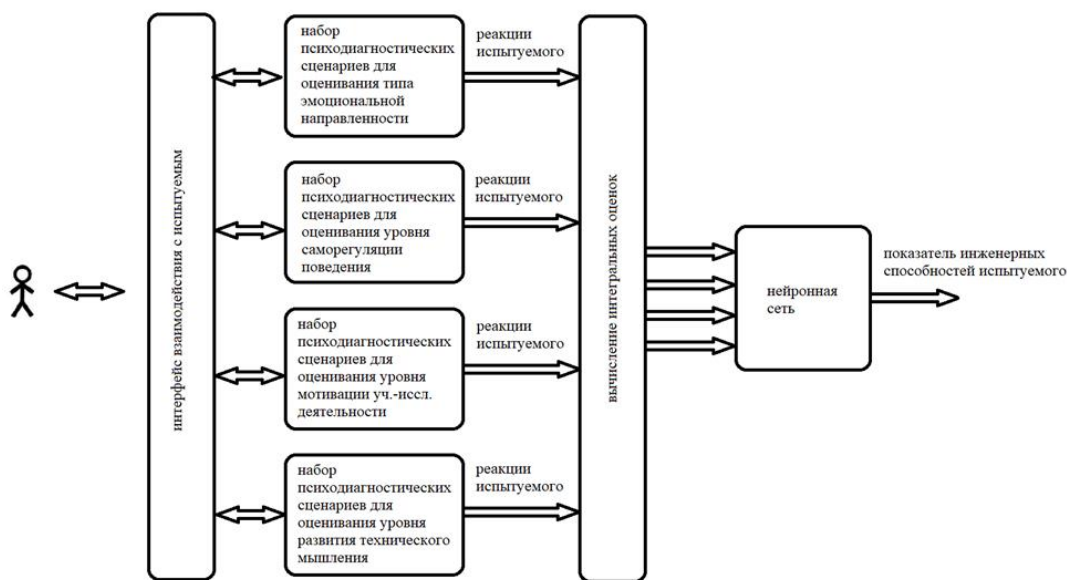 интерфейс взаимодействия с испытуемым
набор
психодиагностических
сценариев для
оценивания типа
эмоциональной
направленности
реакции
испытуемого
набор
психодиагностических
сценариев для
оценивания уровня
саморегуляции
поведения
реакции
испытуемого
набор
психодиагностических
сценариев для
оценивания уровня
мотивации уч.-иссл.
деятельности
реакции
испытуемого
набор
психодиагностических
сценариев для
оценивания уровня
развития технического
мышления
реакции
испытуемого
вычисление интегральных оценок
нейронная
сеть
показатель инженерных
способностей испытуемого